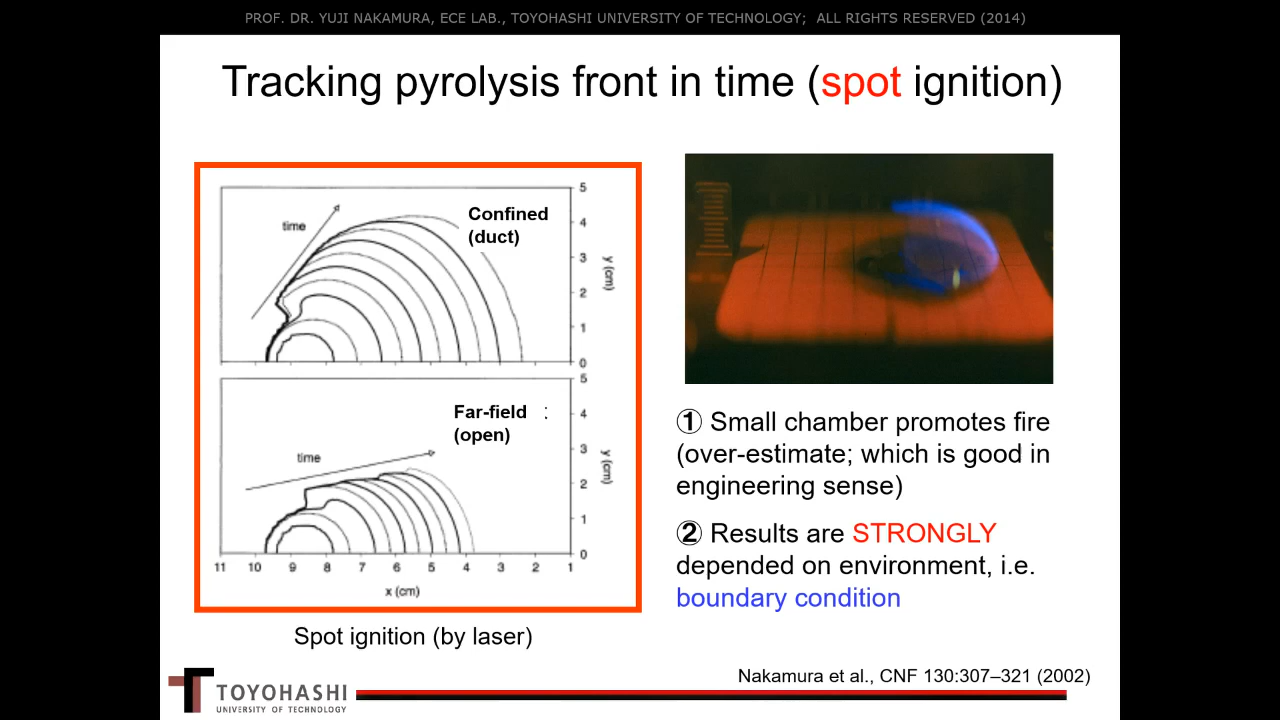 PROF. DR. YUJI NAKAMURA, ECE LAB., TOYOHASHI UNIVERSITY OF TECHNOLOGY; ALL RIGHTS RESERVED (2014)
Tracking pyrolysis front in time (spot ignition)
Confined
(duct)
time
5
4
3
2
1
0
y (cm)
Far-field :
(open)
time
5
4
3
2
1
0
y (cm)
11 10 9 8 7 6 5 4 3 2 1
x (cm)
Spot ignition (by laser)
① Small chamber promotes fire
(over-estimate; which is good in
engineering sense)
② Results are STRONGLY
depended on environment, i.e.
boundary condition
Nakamura et al., CNF 130:307–321 (2002)
TOYOHASHI
UNIVERSITY OF TECHNOLOGY